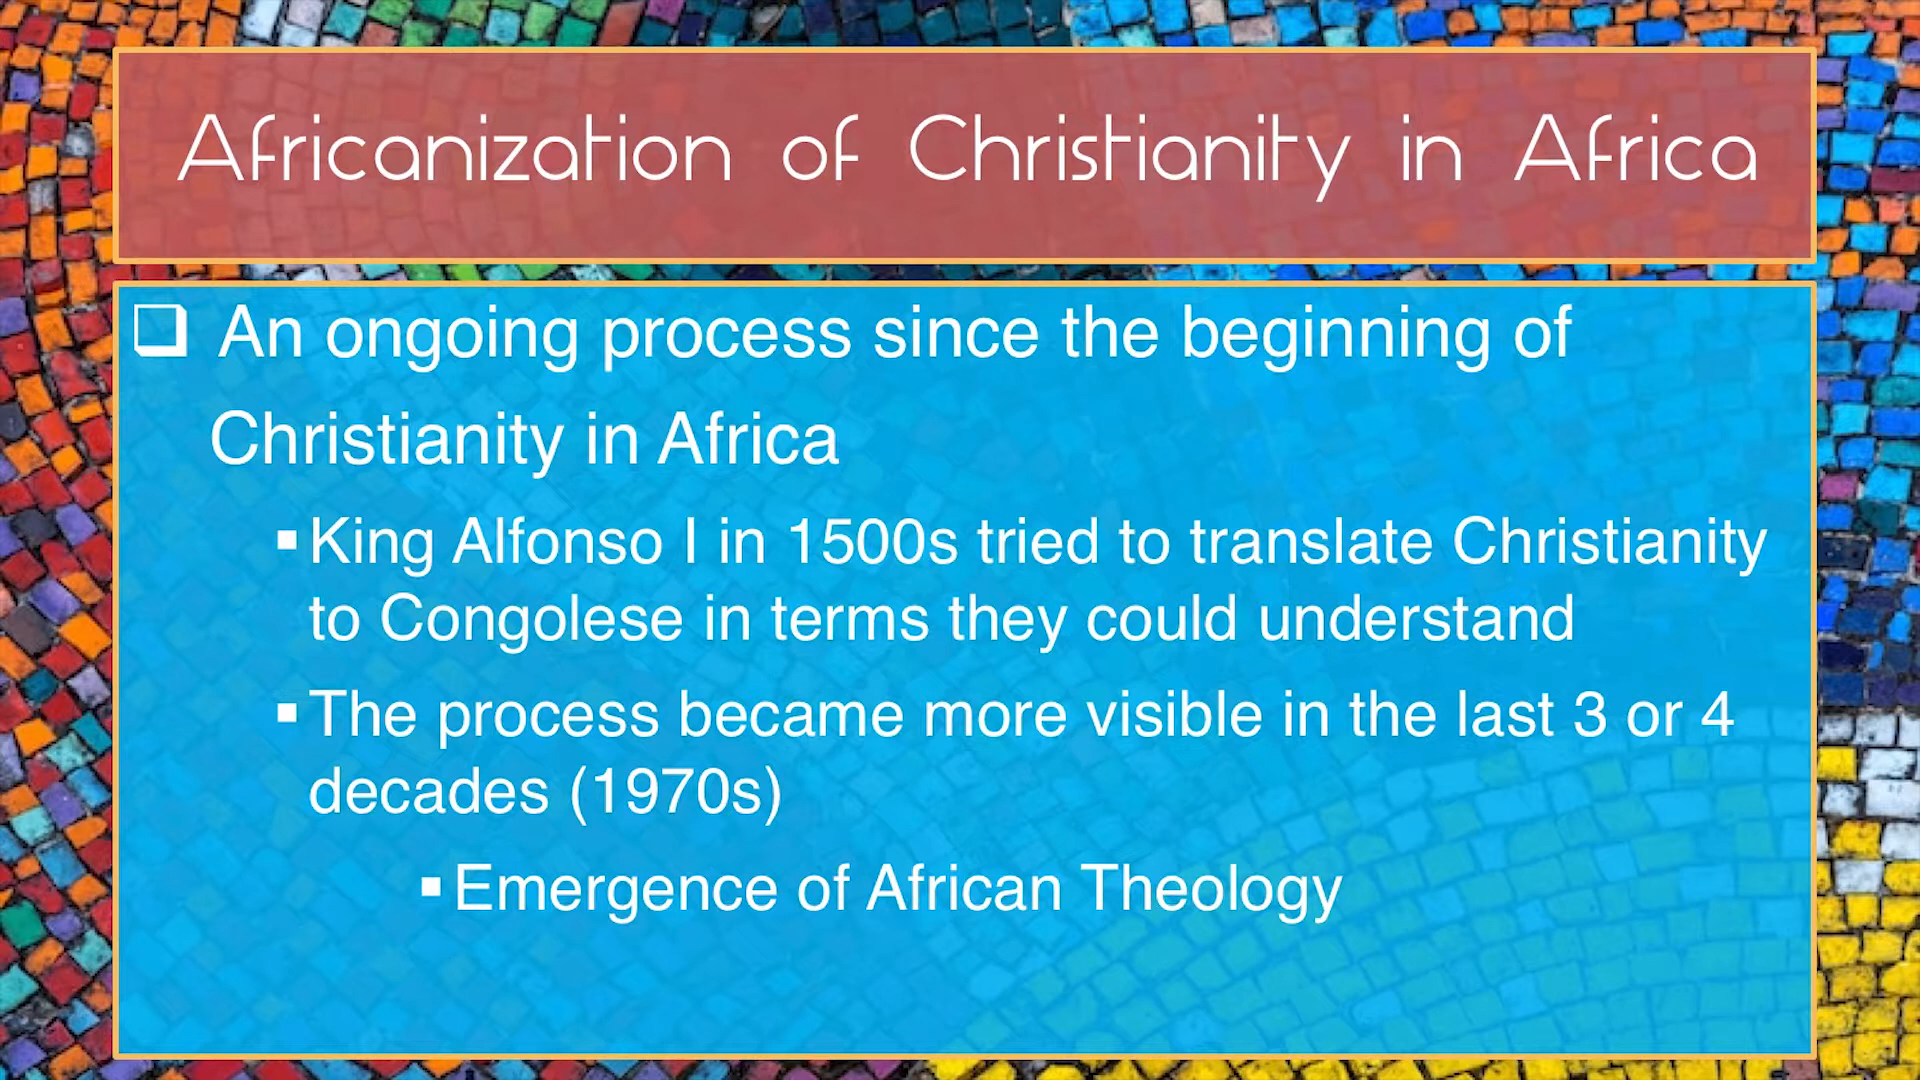 Africanization of Christianity in Africa
❑ An ongoing process since the beginning of
Christianity in Africa
▪King Alfonso I in 1500s tried to translate Christianity
to Congolese in terms they could understand
▪The process became more visible in the last 3 or 4
decades (1970s)
▪Emergence of African Theology